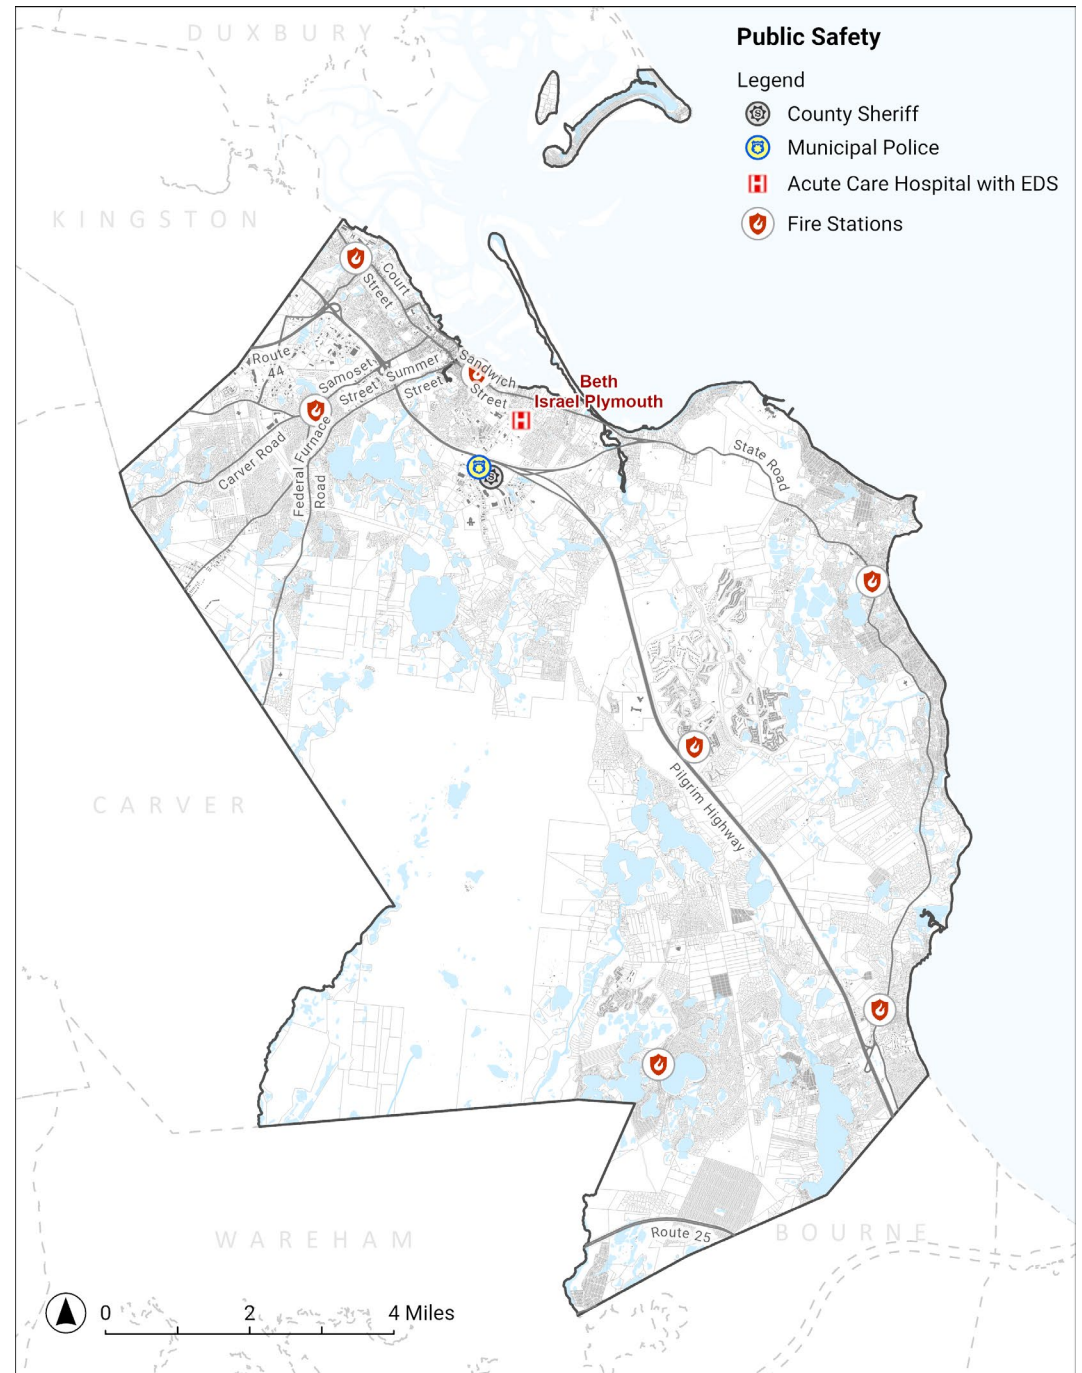 DUXBURY
Public Safety
Legend
County Sheriff
Municipal Police
Acute Care Hospital with EDS
Fire Stations
KINGSTON
Court
Street
Route
44
Samoset
Street
Summer
Street
Sandwich
Street
Beth
Israel Plymouth
H
Carver Road
Federal Furnace
Road
State Road
S
Pilgrim Highway
CARVER
WAREHAM
BOURNE
Route 25
0 2 4 Miles